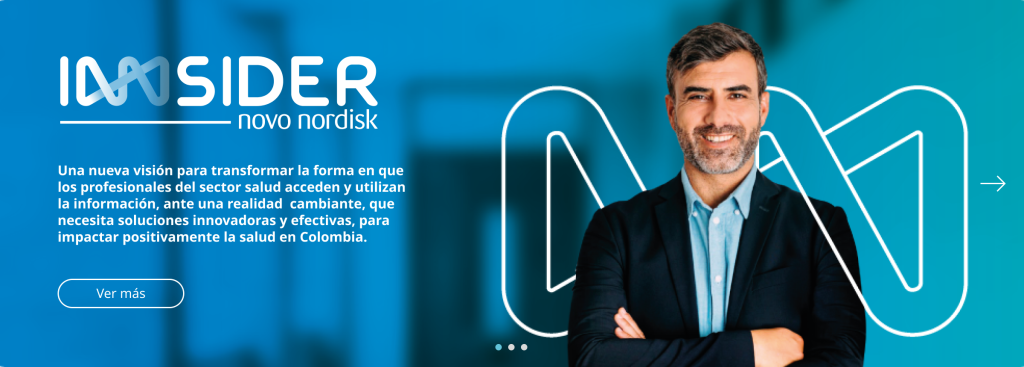 INNSIDER
novo nordisk
Una nueva visión para transformar la forma en que
los profesionales del sector salud acceden y utilizan
la información, ante una realidad cambiante, que
necesita soluciones innovadoras y efectivas, para
impactar positivamente la salud en Colombia.
Ver más